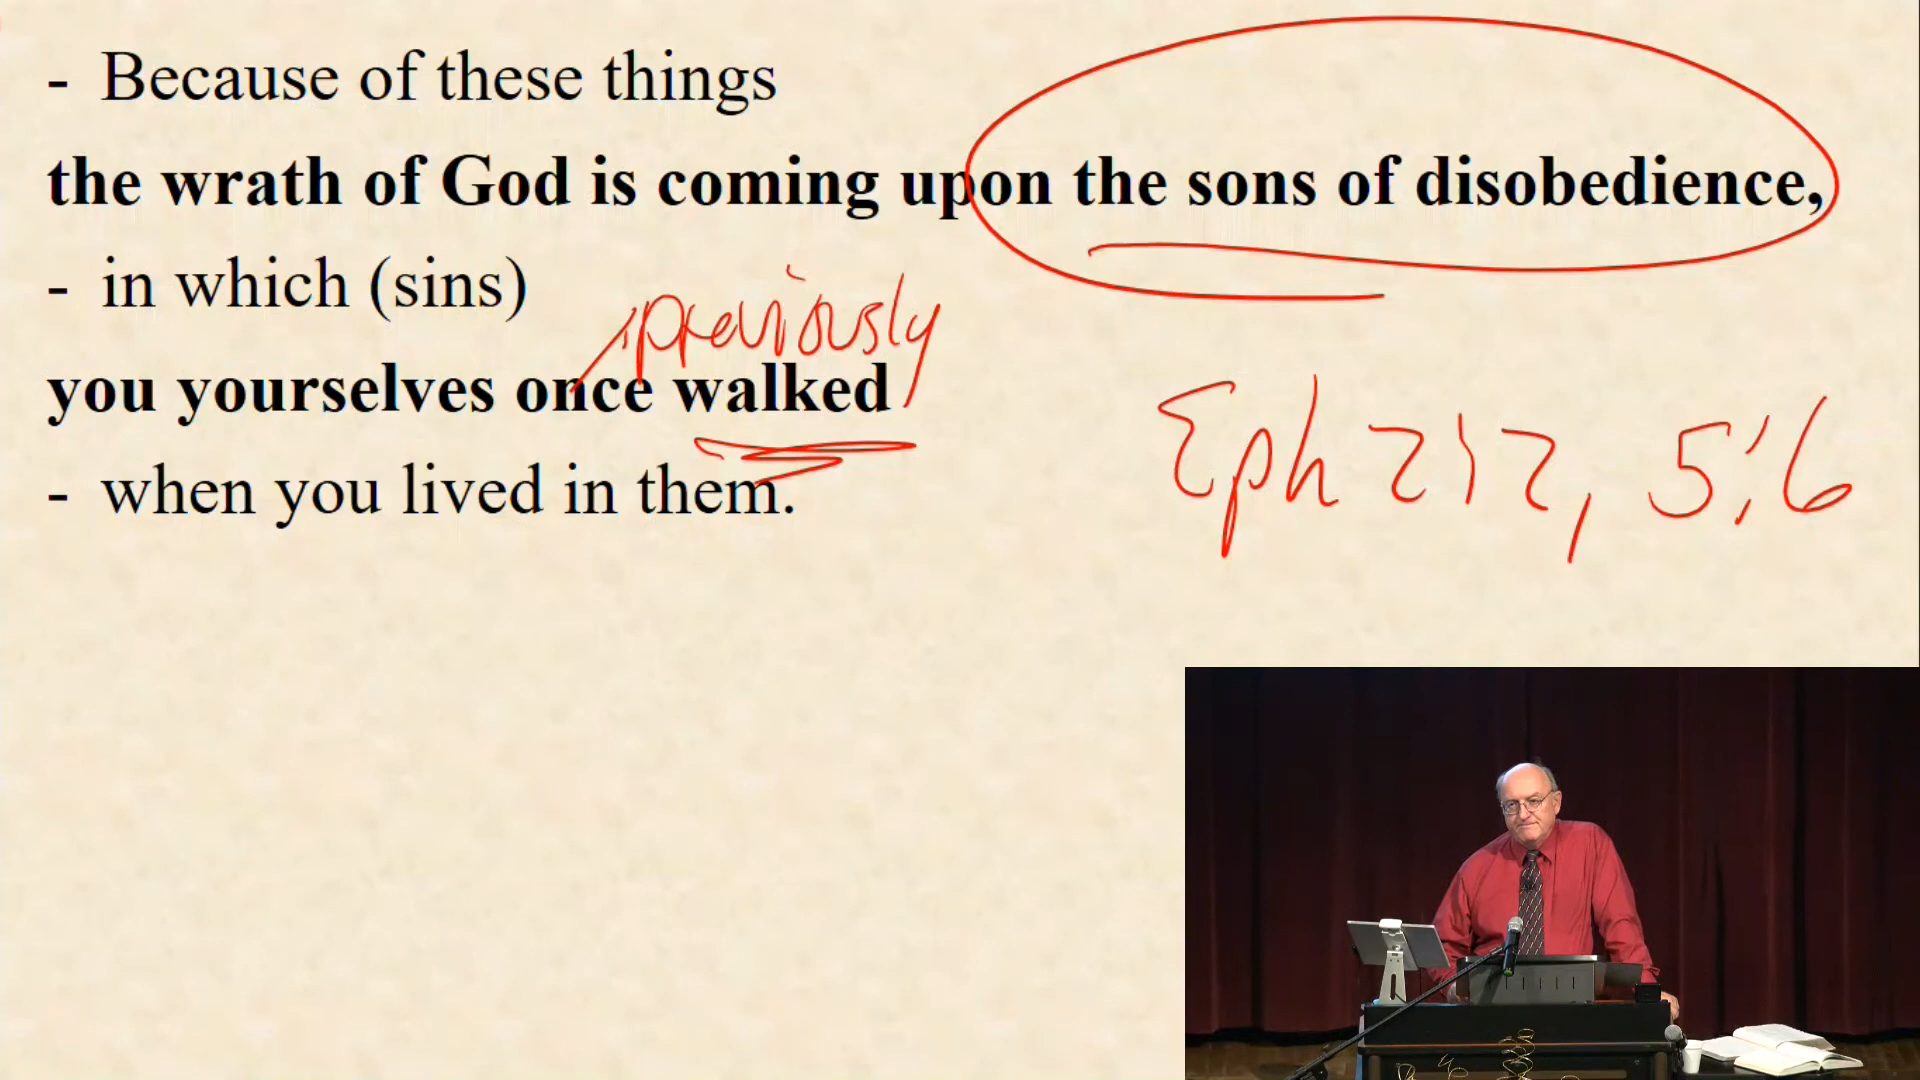 - Because of these things
the wrath of God is coming upon the sons of disobedience,
- in which (sins)
previously
you yourselves once walked
Eph 2:2, 5:6
- when you lived in them.